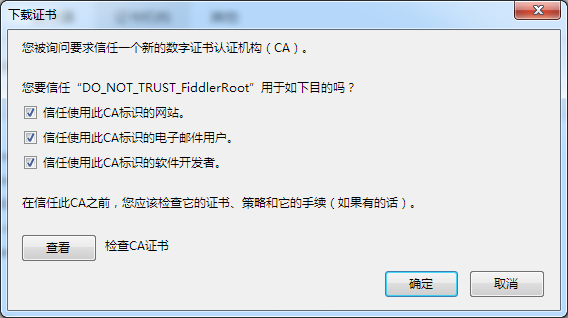 下载证书
您被询问要求信任一个新的数字证书认证机构（CA）。
您要信任“DO_NOT_TRUST_FiddlerRoot”用于如下目的吗？
信任使用此CA标识的网站。
信任使用此CA标识的电子邮件用户。
信任使用此CA标识的软件开发者。
在信任此CA之前，您应该检查它的证书、策略和它的手续（如果有的话）。
查看 检查CA证书
确定 取消